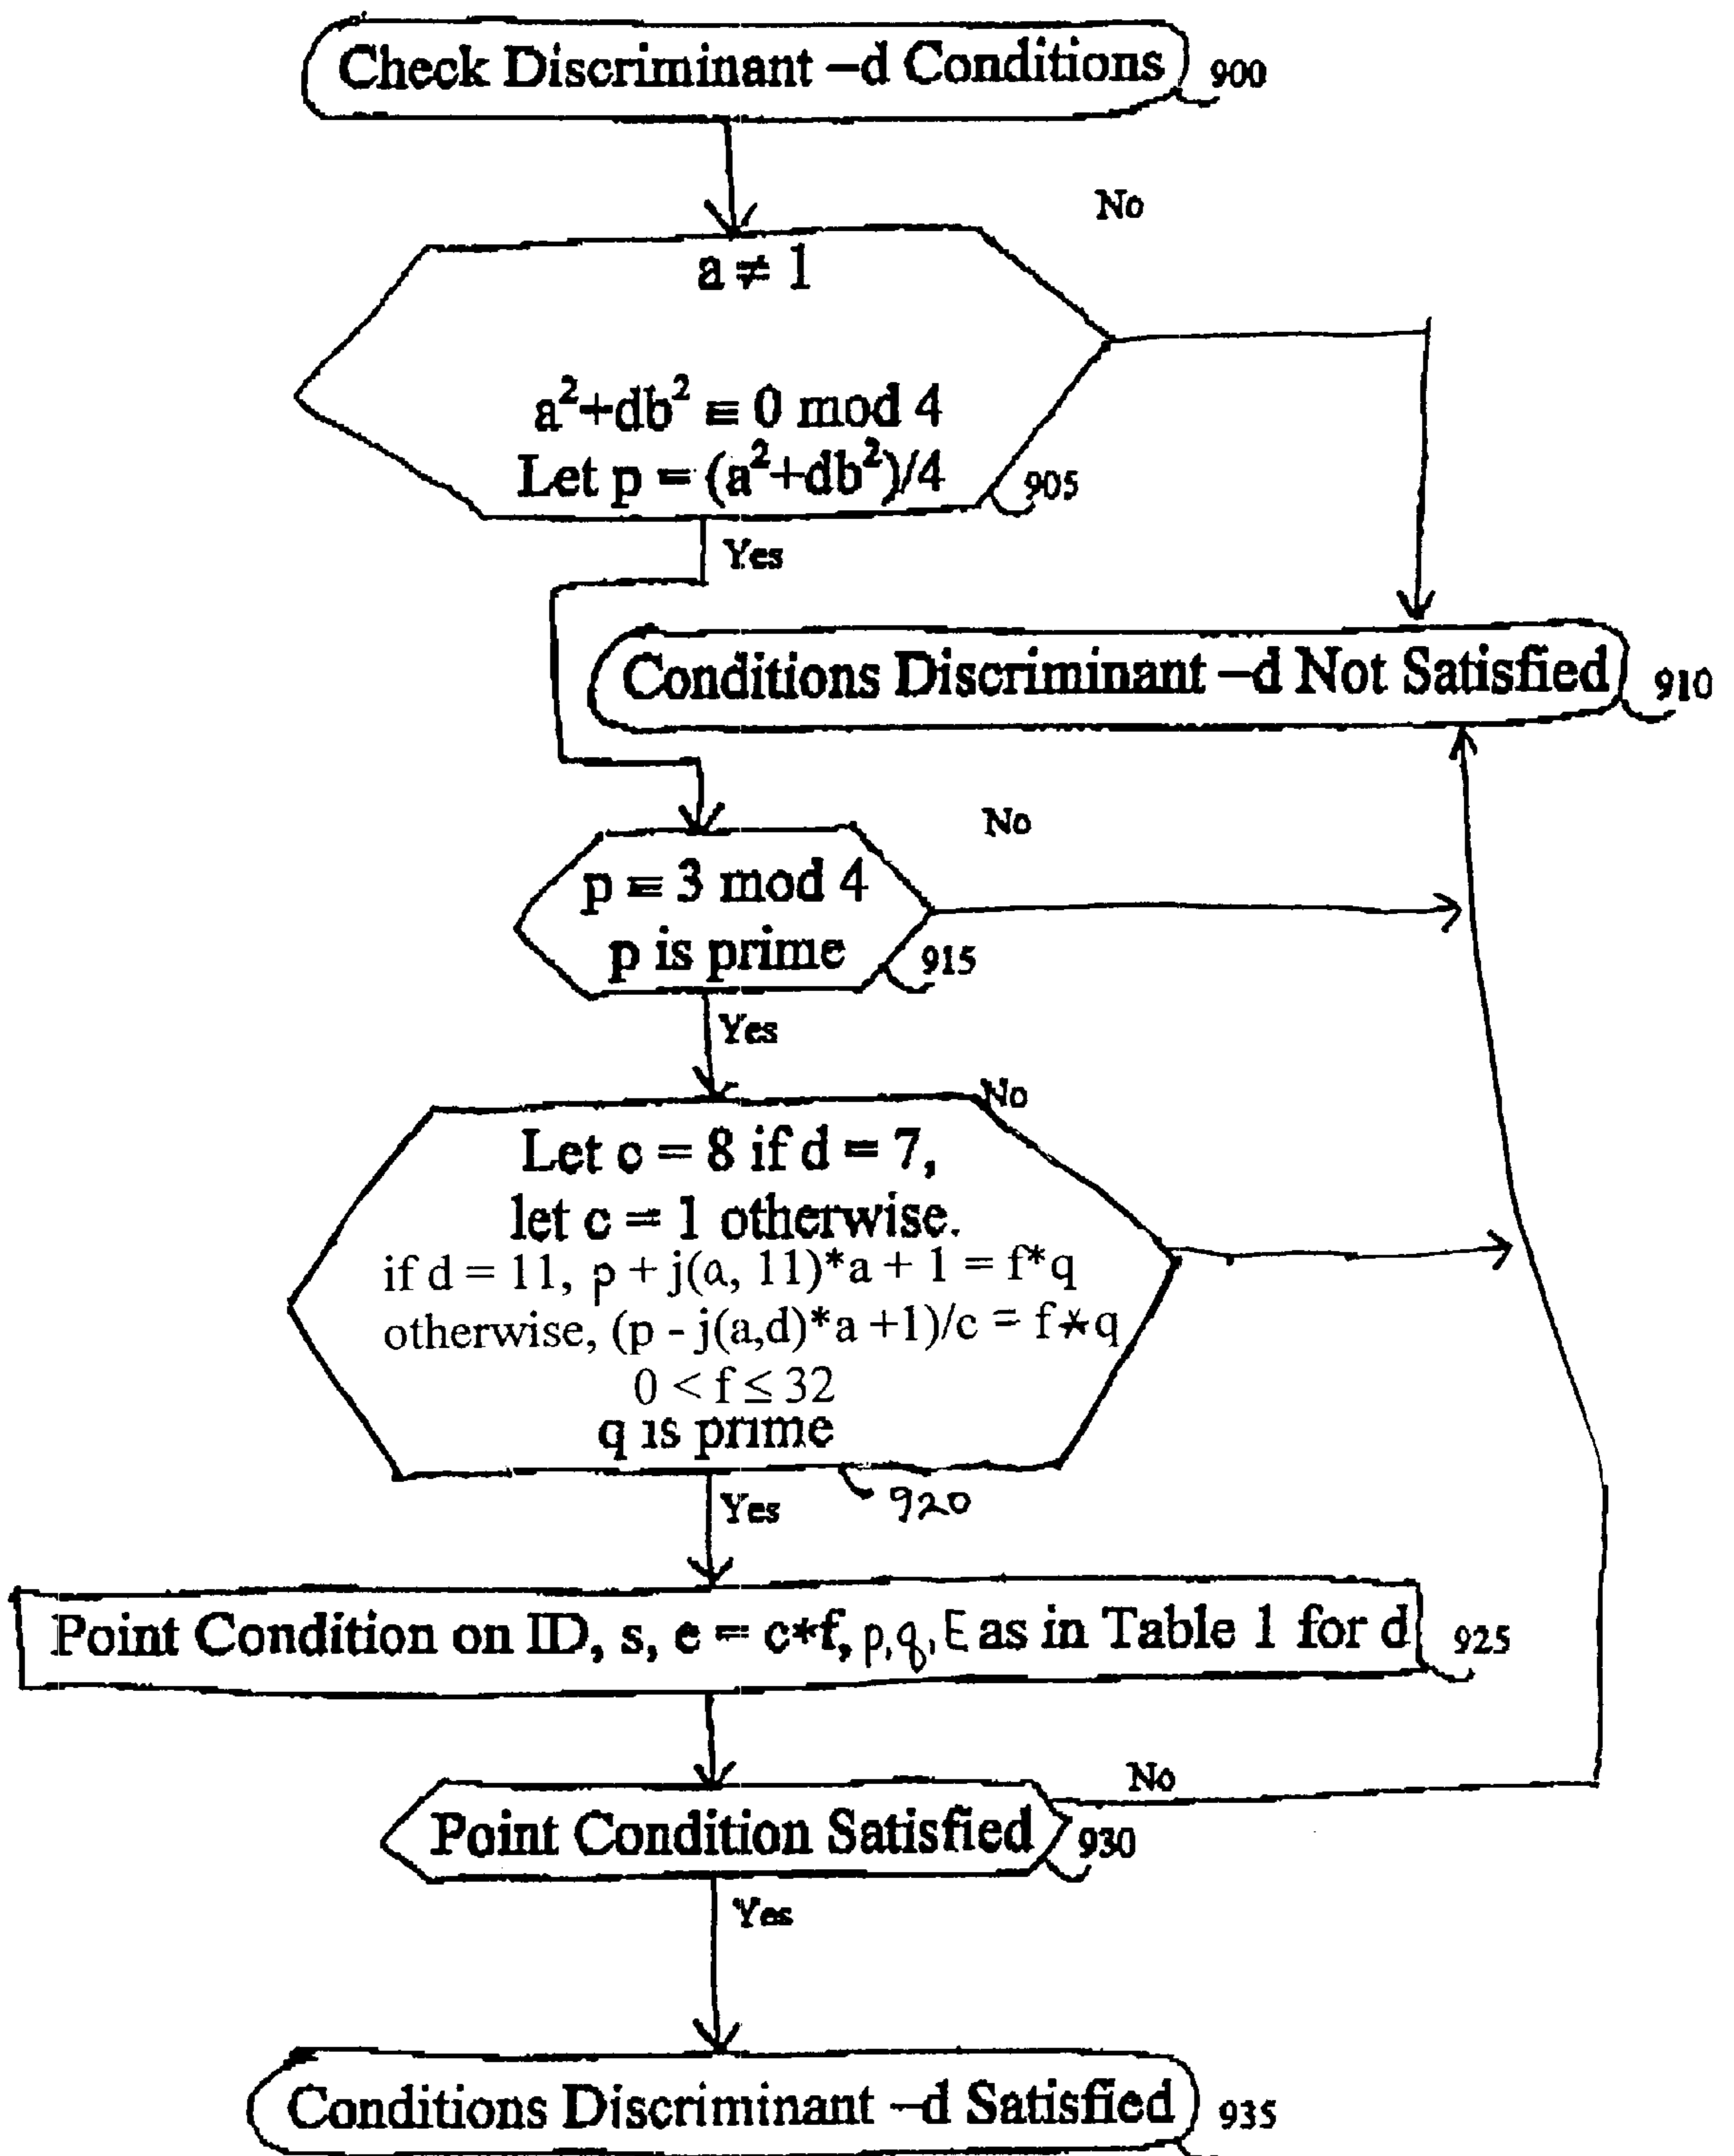 Check Discriminant –d Conditions 900
No
a ≠ 1
a²+db² ≡ 0 mod 4
Let p = (a²+db²)/4 905
Yes
Conditions Discriminant –d Not Satisfied 910
No
p ≡ 3 mod 4
p is prime 915
Yes
No
Let c = 8 if d = 7,
let c = 1 otherwise.
if d = 11, p + j(a, 11)*a + 1 = f*q
otherwise, (p - j(a,d)*a +1)/c = f*q
0 < f ≤ 32
q is prime
920
Yes
Point Condition on ID, s, e = c*f, p,q,E as in Table 1 for d 925
No
Point Condition Satisfied 930
Yes
Conditions Discriminant –d Satisfied 935